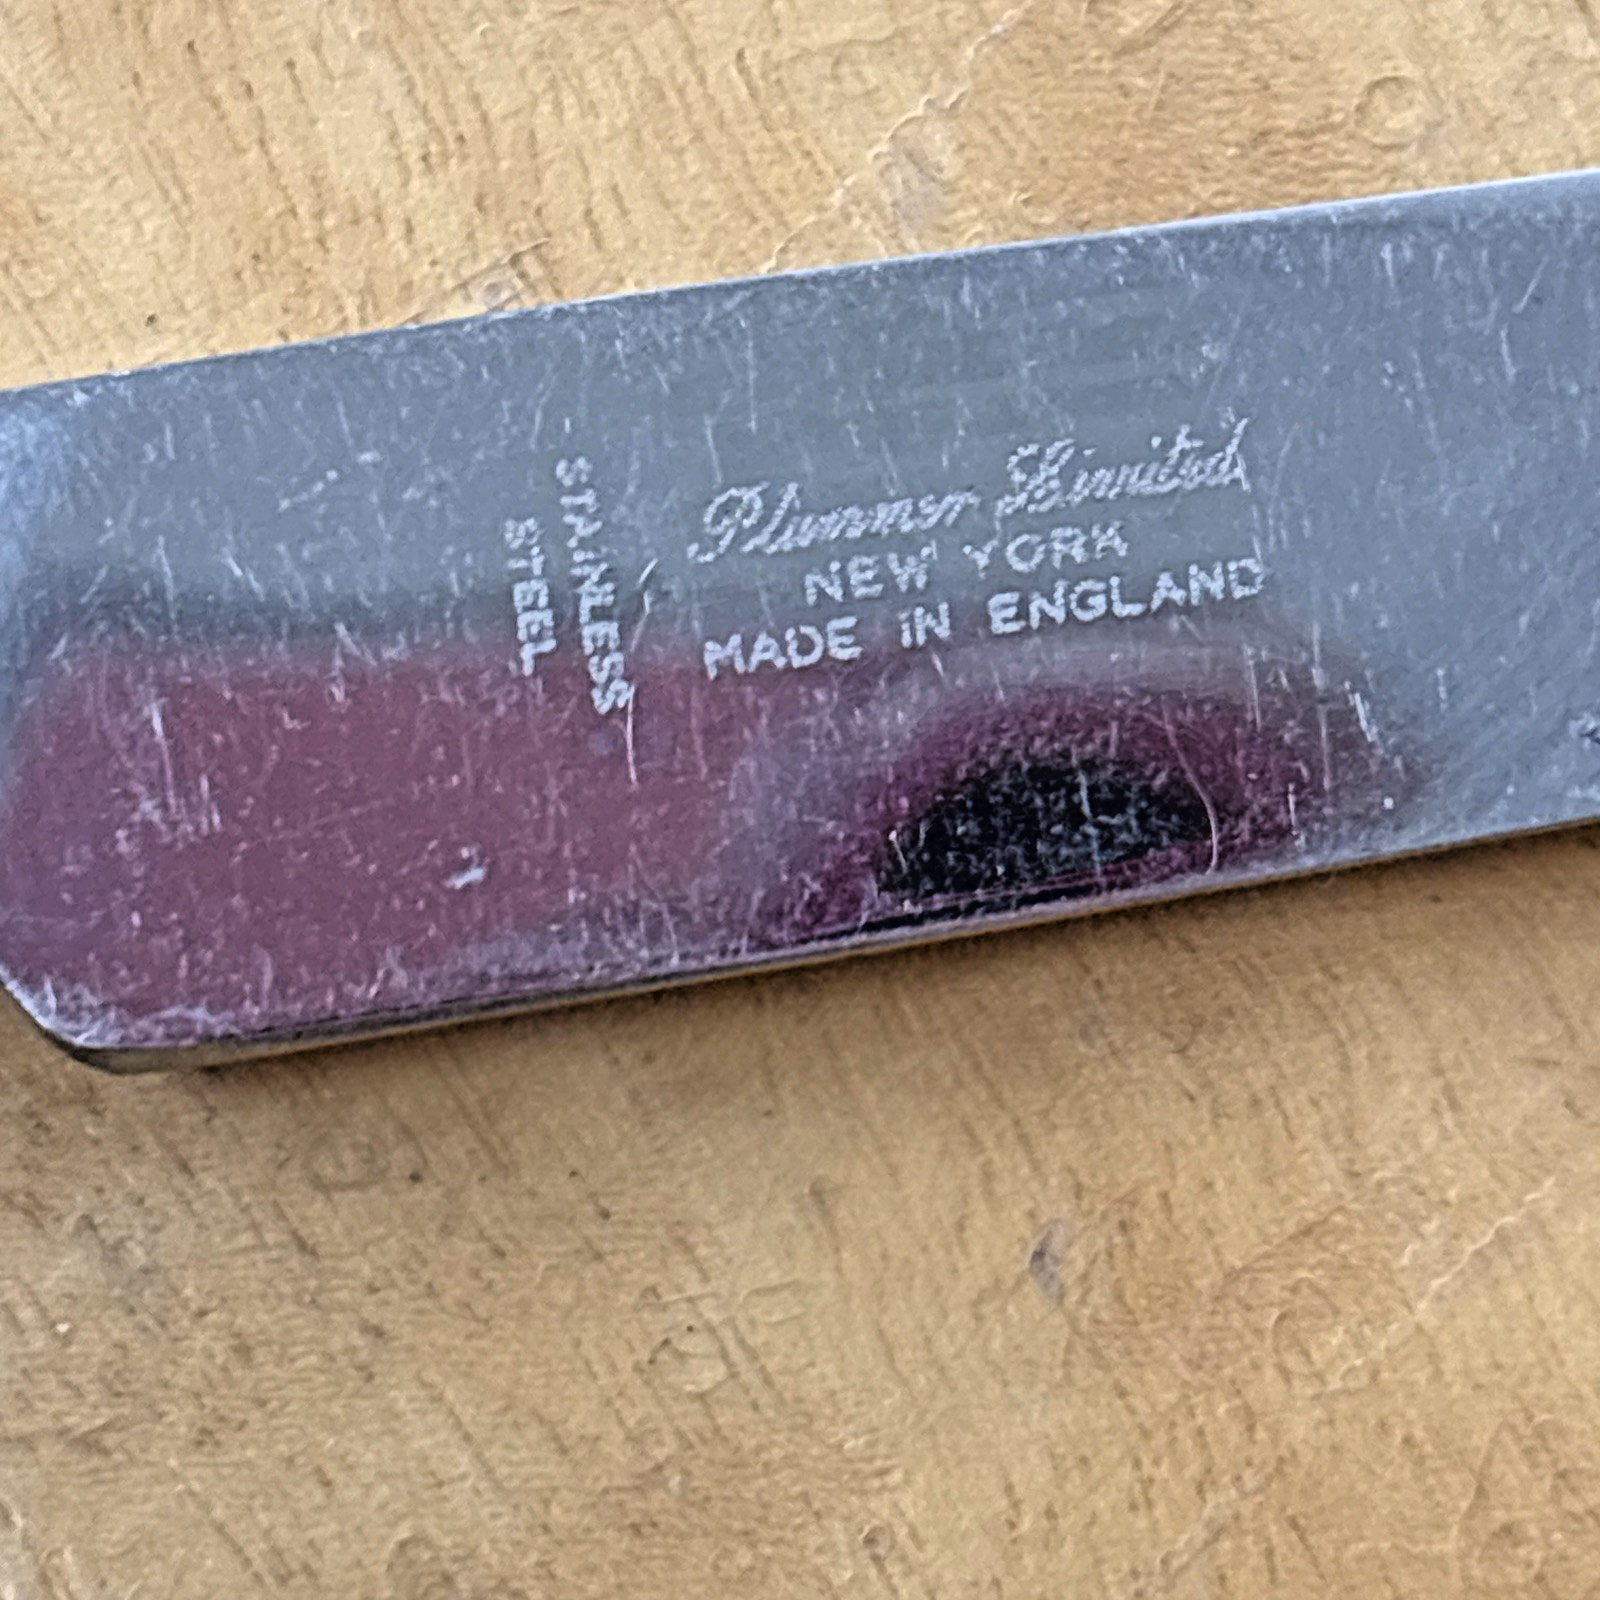 STAINLESS
STEEL
Plummer Limited
NEW YORK
MADE IN ENGLAND